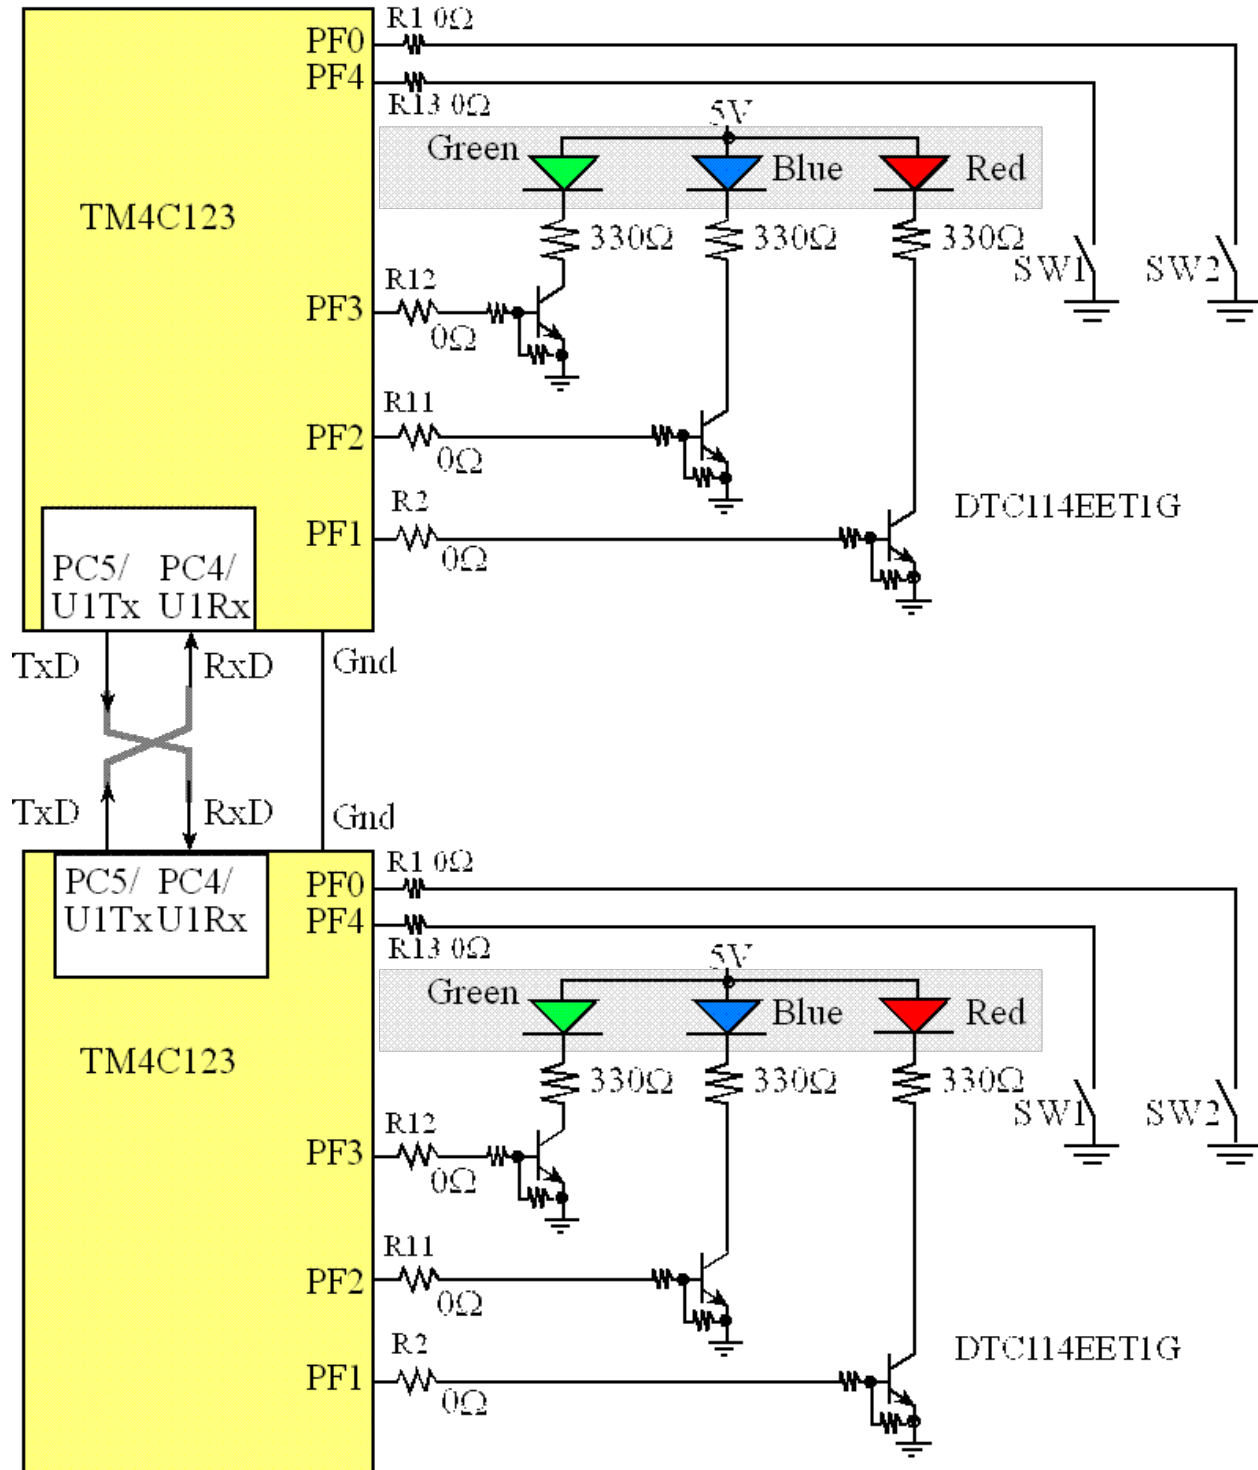 R1 0Ω
PF0
PF4
R13 0Ω
5V
Green
Blue
Red
TM4C123
330Ω
330Ω
330Ω
SW1
SW2
R12
PF3
0Ω
R11
PF2
0Ω
R2
PF1
0Ω
DTC114EET1G
PC5/ PC4/
U1Tx U1Rx
TxD
RxD
Gnd
TxD
RxD
Gnd
PC5/ PC4/
U1Tx U1Rx
R1 0Ω
PF0
PF4
R13 0Ω
5V
Green
Blue
Red
TM4C123
330Ω
330Ω
330Ω
SW1
SW2
R12
PF3
0Ω
R11
PF2
0Ω
R2
PF1
0Ω
DTC114EET1G